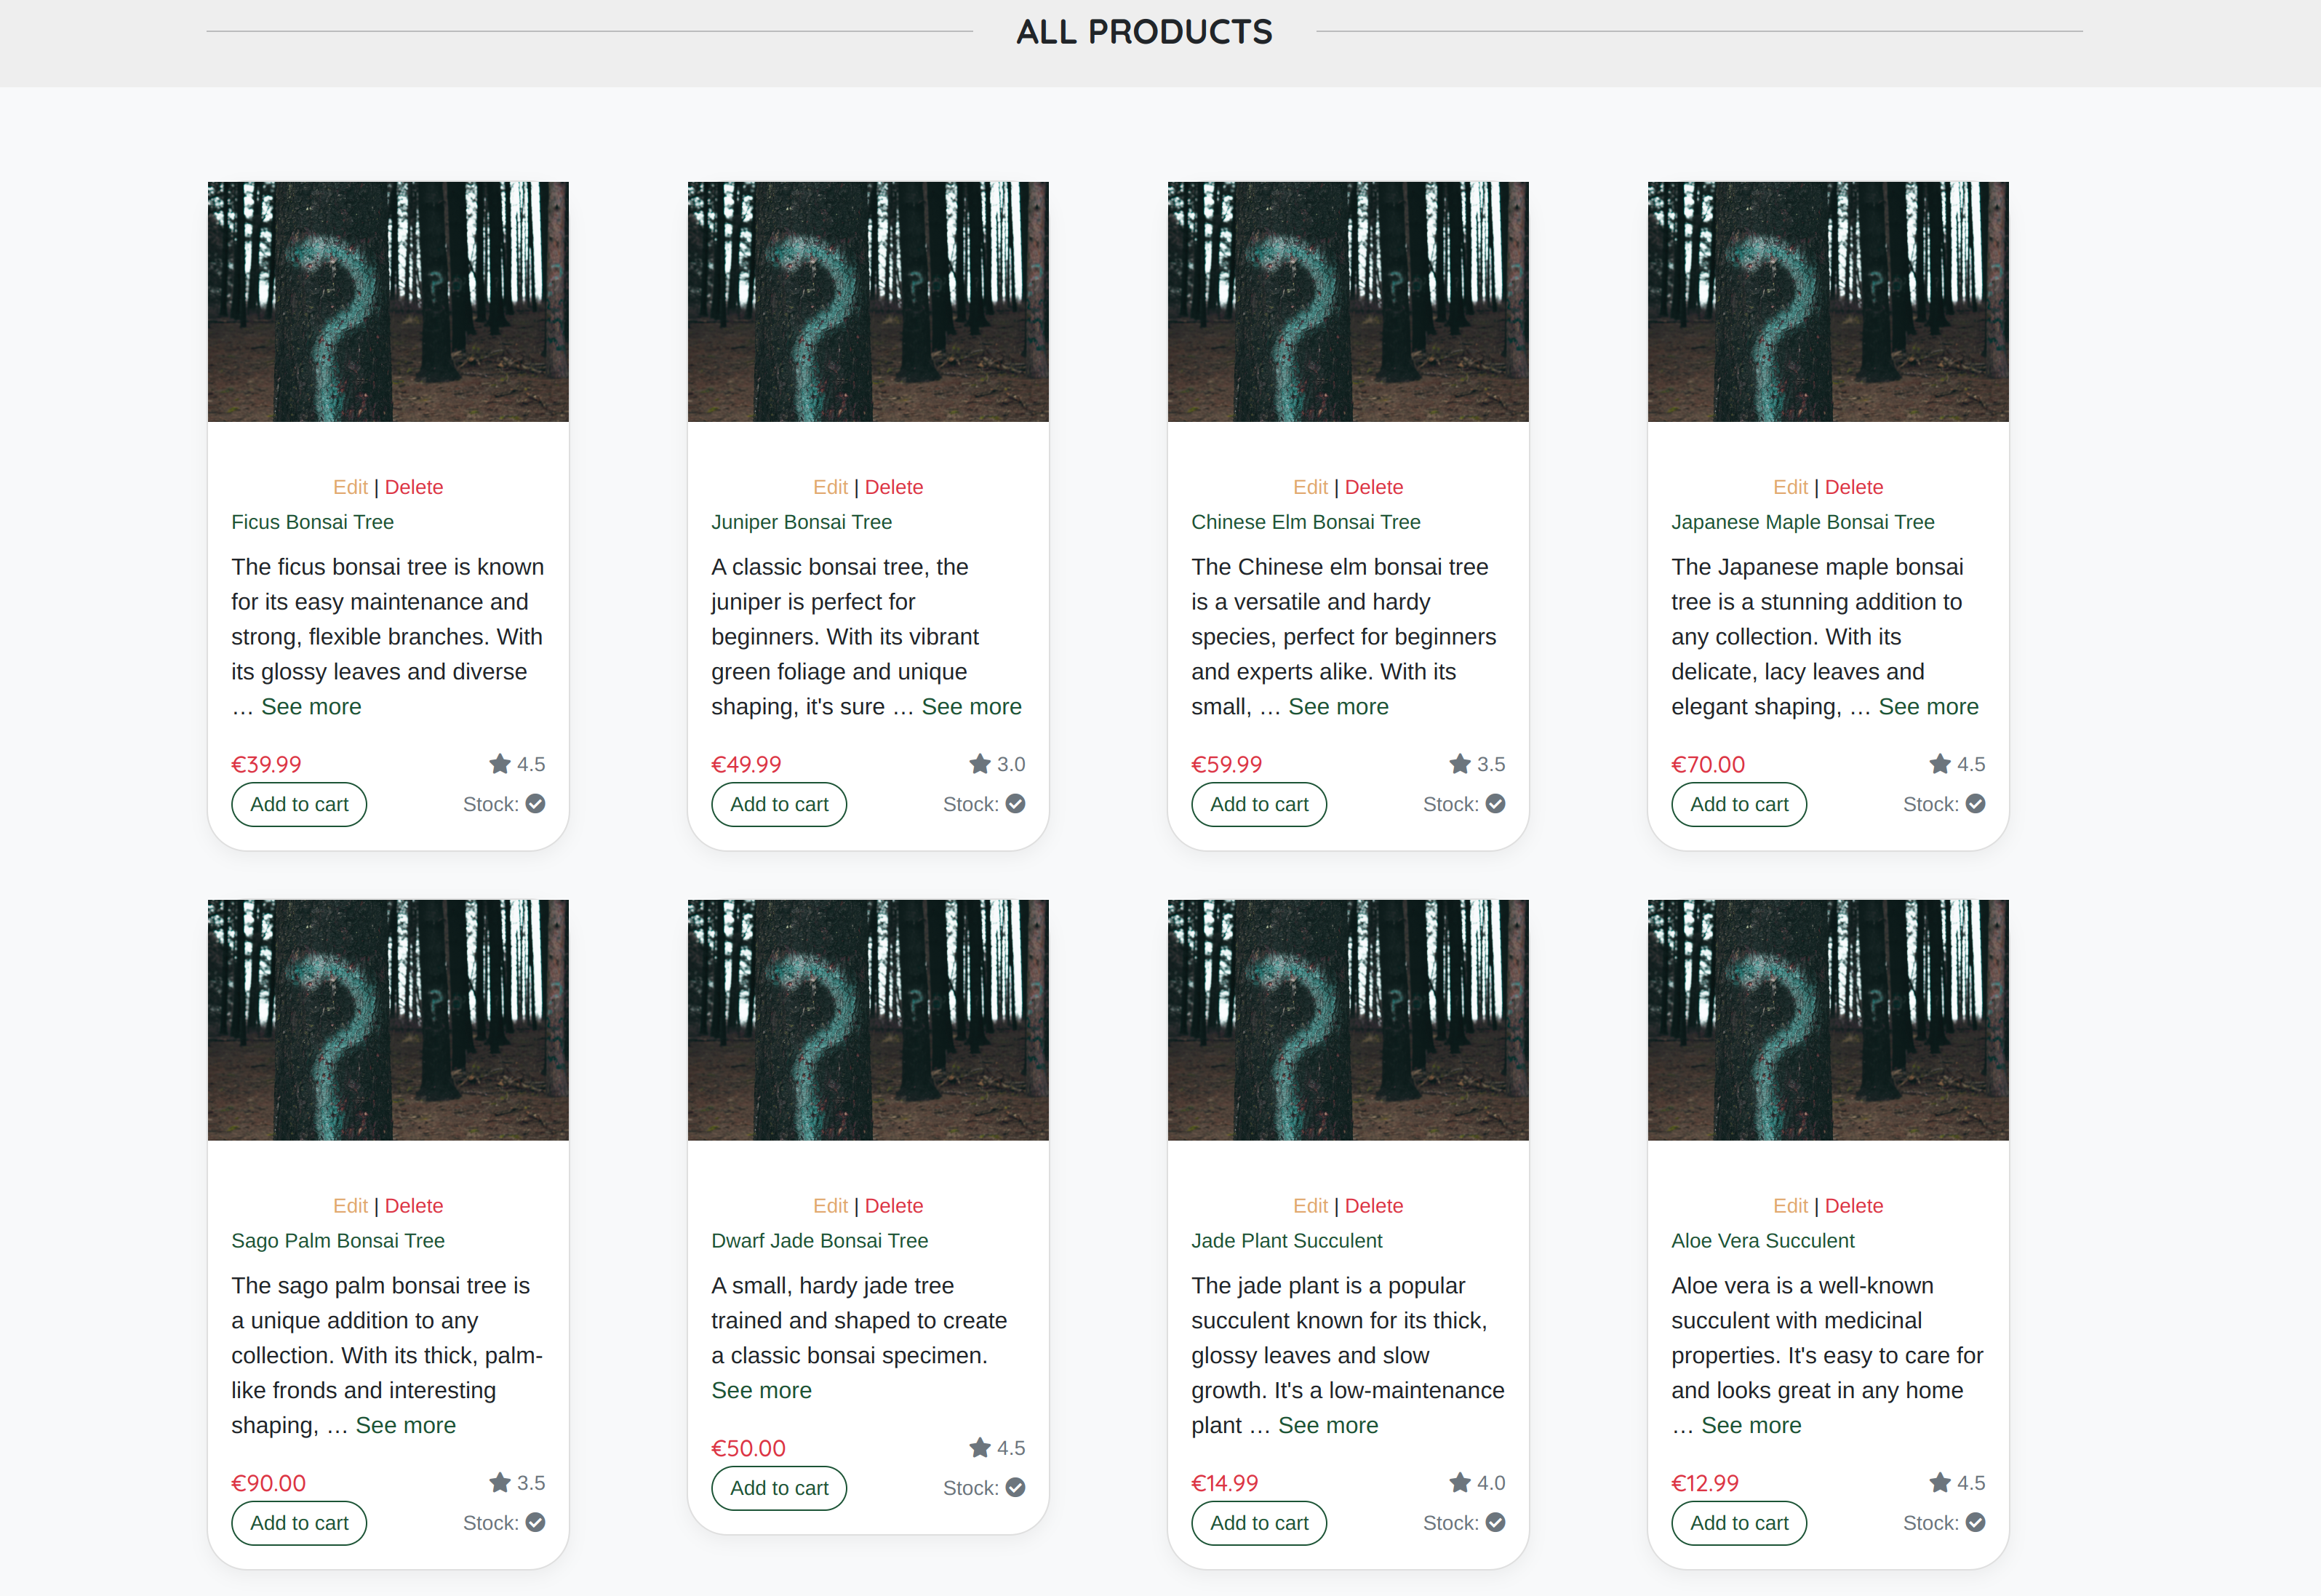 ALL PRODUCTS
Edit | Delete
Ficus Bonsai Tree
The ficus bonsai tree is known
for its easy maintenance and
strong, flexible branches. With
its glossy leaves and diverse
… See more
€39.99 4.5
Add to cart Stock:
Edit | Delete
Juniper Bonsai Tree
A classic bonsai tree, the
juniper is perfect for
beginners. With its vibrant
green foliage and unique
shaping, it's sure … See more
€49.99 3.0
Add to cart Stock:
Edit | Delete
Chinese Elm Bonsai Tree
The Chinese elm bonsai tree
is a versatile and hardy
species, perfect for beginners
and experts alike. With its
small, … See more
€59.99 3.5
Add to cart Stock:
Edit | Delete
Japanese Maple Bonsai Tree
The Japanese maple bonsai
tree is a stunning addition to
any collection. With its
delicate, lacy leaves and
elegant shaping, … See more
€70.00 4.5
Add to cart Stock:
Edit | Delete
Sago Palm Bonsai Tree
The sago palm bonsai tree is
a unique addition to any
collection. With its thick, palm-
like fronds and interesting
shaping, … See more
€90.00 3.5
Add to cart Stock:
Edit | Delete
Dwarf Jade Bonsai Tree
A small, hardy jade tree
trained and shaped to create
a classic bonsai specimen.
See more
€50.00 4.5
Add to cart Stock:
Edit | Delete
Jade Plant Succulent
The jade plant is a popular
succulent known for its thick,
glossy leaves and slow
growth. It's a low-maintenance
plant … See more
€14.99 4.0
Add to cart Stock:
Edit | Delete
Aloe Vera Succulent
Aloe vera is a well-known
succulent with medicinal
properties. It's easy to care for
and looks great in any home
… See more
€12.99 4.5
Add to cart Stock: